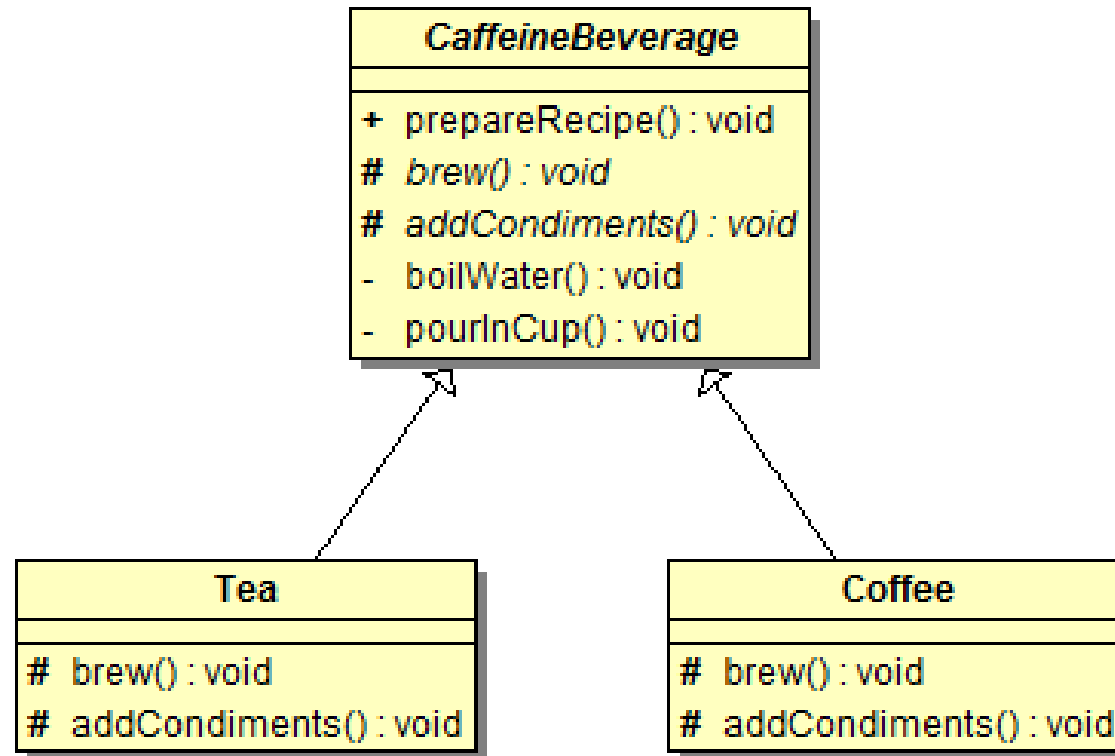 CaffeineBeverage
+ prepareRecipe() : void
# brew() : void
# addCondiments() : void
- boilWater() : void
- pourInCup() : void
Tea
# brew() : void
# addCondiments() : void
Coffee
# brew() : void
# addCondiments() : void